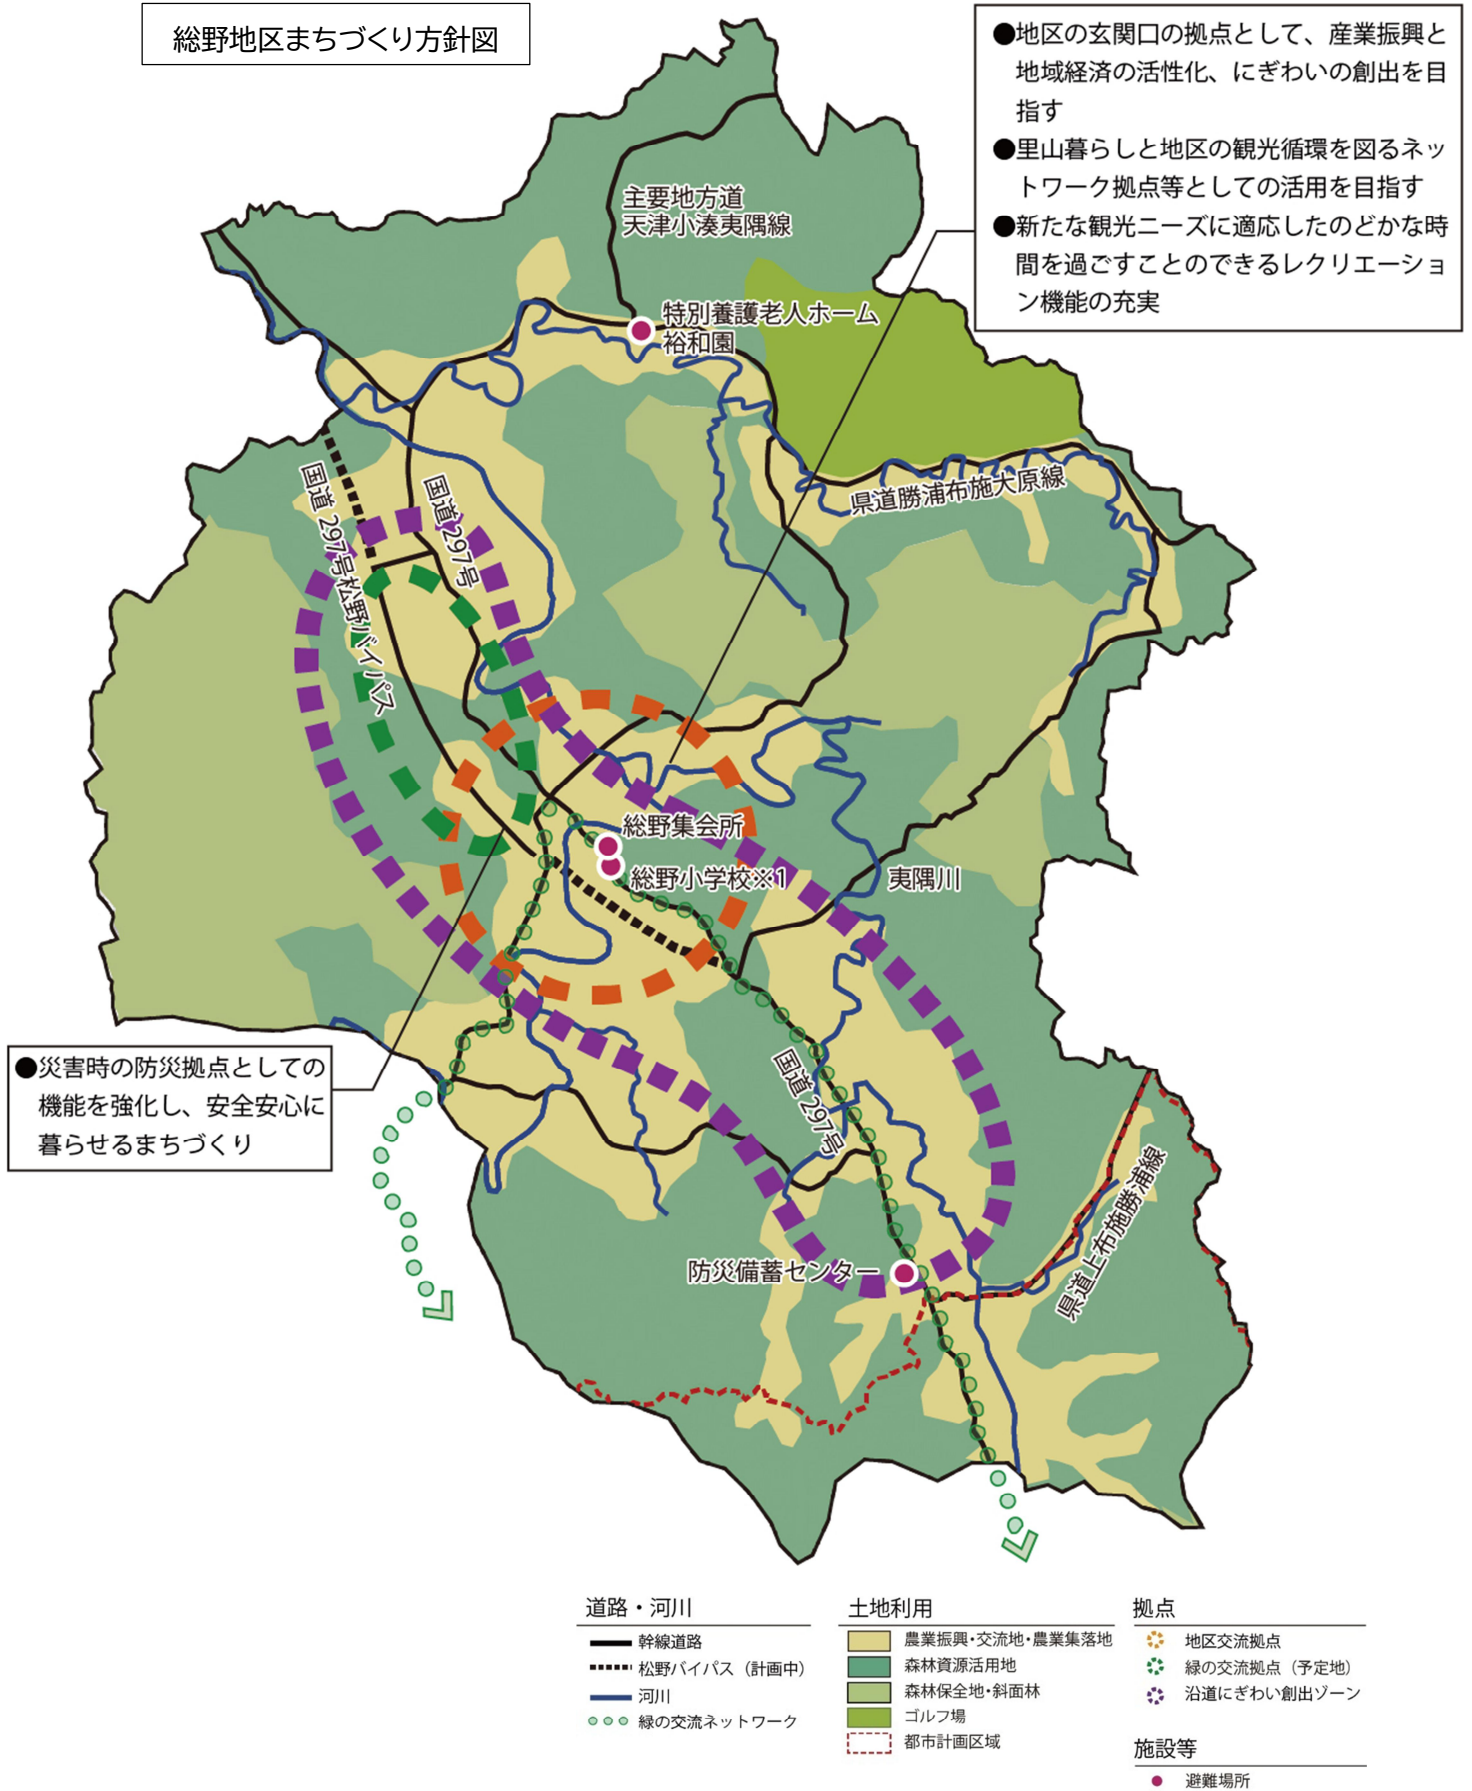 総野地区まちづくり方針図
●地区の玄関口の拠点として、産業振興と
地域経済の活性化、にぎわいの創出を目
指す
●里山暮らしと地区の観光循環を図るネッ
トワーク拠点等としての活用を目指す
●新たな観光ニーズに適応したのどかな時
間を過ごすことのできるレクリエーショ
ン機能の充実
主要地方道
天津小湊夷隅線
特別養護老人ホーム
裕和園
県道勝浦布施大原線
国道 297号松野バイパス
国道 297号
総野集会所
総野小学校※1
夷隅川
●災害時の防災拠点としての
機能を強化し、安全安心に
暮らせるまちづくり
国道 297号
県道上布施勝浦線
防災備蓄センター
道路・河川
幹線道路
松野バイパス（計画中）
河川
緑の交流ネットワーク
土地利用
農業振興・交流地・農業集落地
森林資源活用地
森林保全地・斜面林
ゴルフ場
都市計画区域
拠点
地区交流拠点
緑の交流拠点（予定地）
沿道にぎわい創出ゾーン
施設等
避難場所